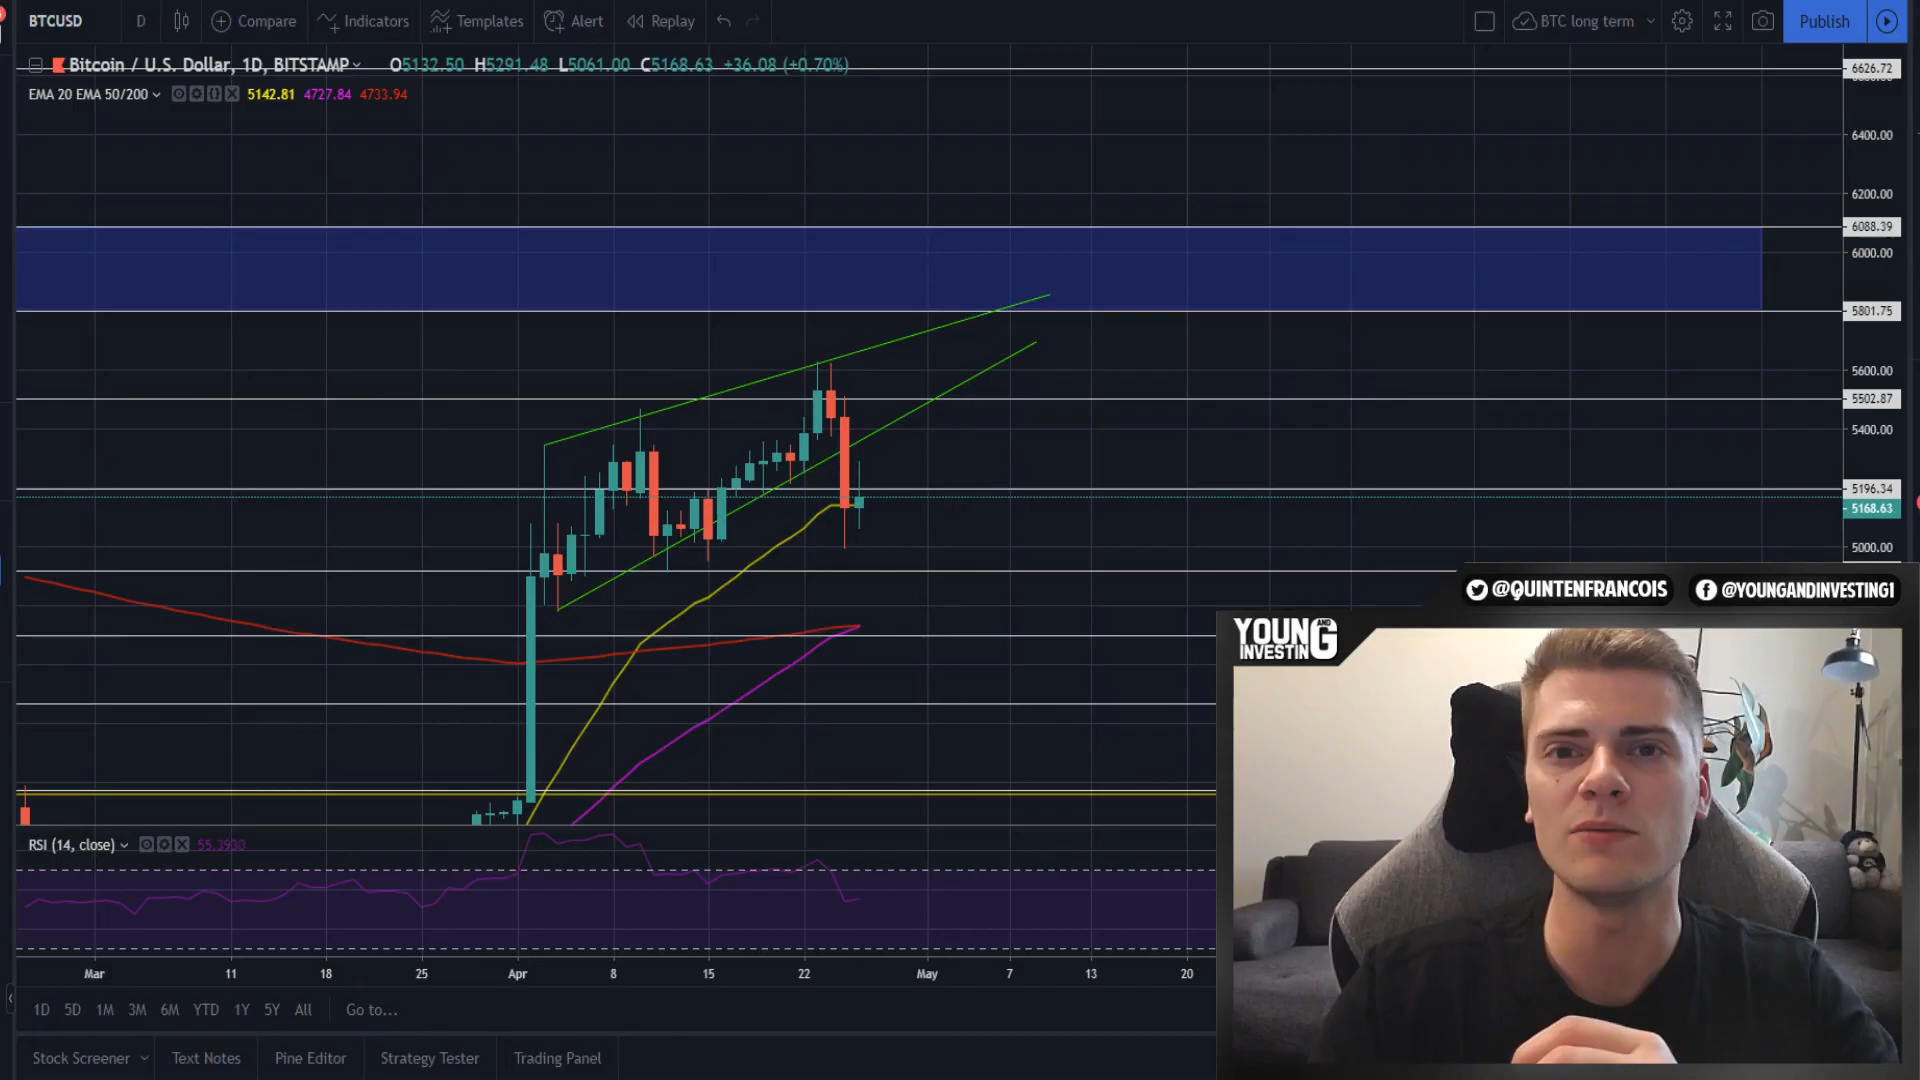 BTCUSD D Compare Indicators Templates Alert Replay BTC long term Publish
Bitcoin / U.S. Dollar, 1D, BITSTAMP O5132.50 H5291.48 L5061.00 C5168.63 +36.08 (+0.70%)
EMA 20 EMA 50/200 5142.81 4727.84 4733.94
6626.72
6400.00
6200.00
6088.39
6000.00
5801.75
5600.00
5502.87
5400.00
5196.34
5168.63
5000.00
@QUINTENFRANCOIS @YOUNGANDINVESTING1
YOUNG
AND
INVESTING
RSI (14, close) 55.3930
Mar 11 18 25 Apr 8 15 22 May 7 13 20
1D 5D 1M 3M 6M YTD 1Y 5Y All Go to...
Stock Screener Text Notes Pine Editor Strategy Tester Trading Panel